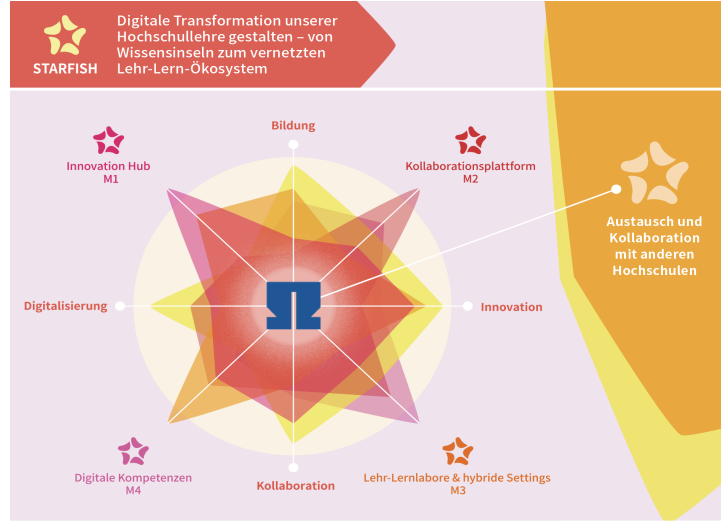 STARFISH
Digitale Transformation unserer
Hochschullehre gestalten – von
Wissensinseln zum vernetzten
Lehr-Lern-Ökosystem
Bildung
Innovation Hub
M1
Kollaborationsplattform
M2
Austausch und
Kollaboration
mit anderen
Hochschulen
Digitalisierung
Innovation
Digitale Kompetenzen
M4
Kollaboration
Lehr-Lernlabore & hybride Settings
M3